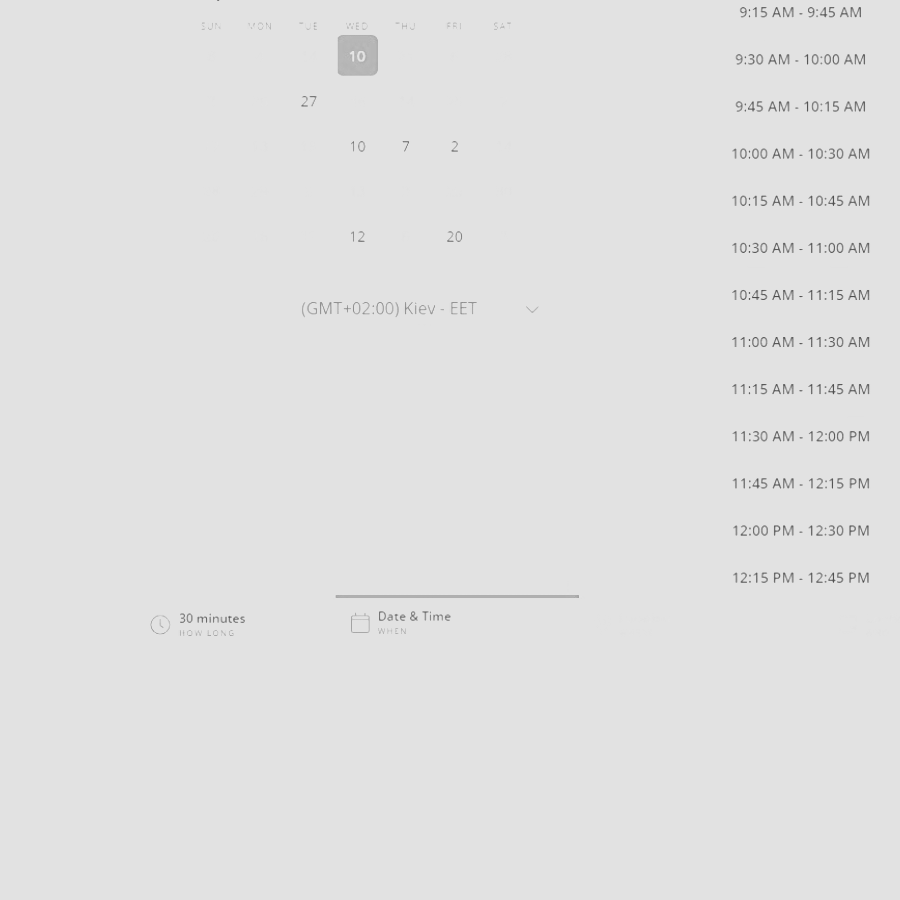 SUN MON TUE WED THU FRI SAT
10
27
10 7 2
12 20
(GMT+02:00) Kiev - EET
9:15 AM - 9:45 AM
9:30 AM - 10:00 AM
9:45 AM - 10:15 AM
10:00 AM - 10:30 AM
10:15 AM - 10:45 AM
10:30 AM - 11:00 AM
10:45 AM - 11:15 AM
11:00 AM - 11:30 AM
11:15 AM - 11:45 AM
11:30 AM - 12:00 PM
11:45 AM - 12:15 PM
12:00 PM - 12:30 PM
12:15 PM - 12:45 PM
30 minutes
HOW LONG
Date & Time
WHEN